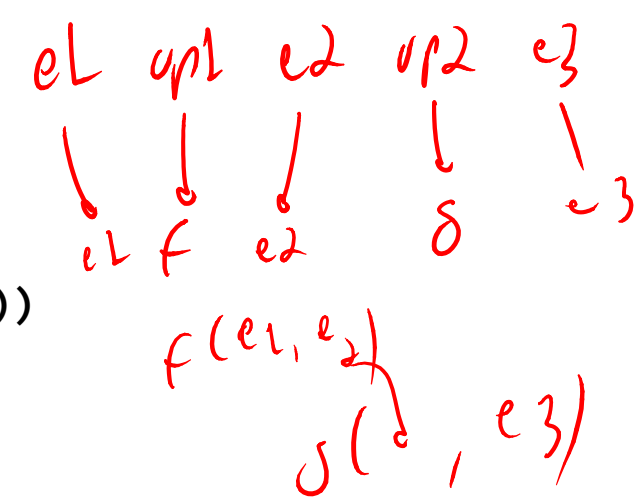 e1 op1 e2 op2 e3
e1 f e2 g e3
))
f(e1, e2)
g( , e3)